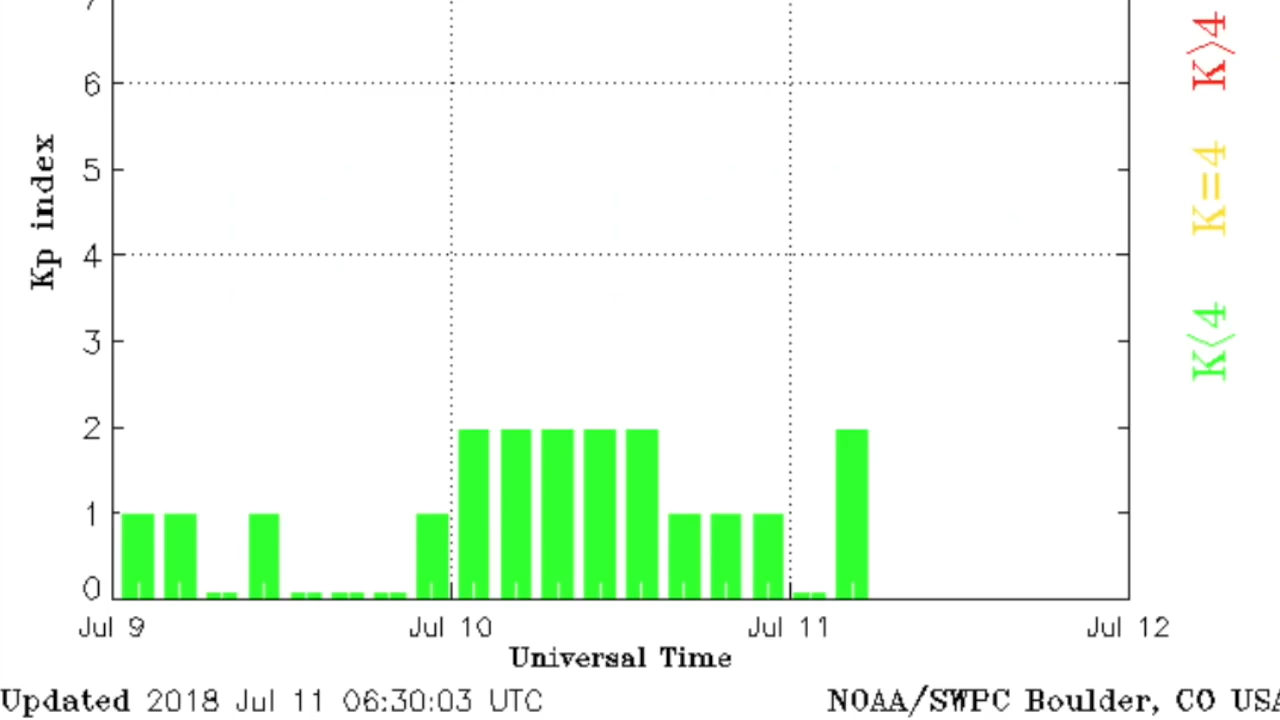 7
6
5
4
3
2
1
0
Kp index
Jul 9 Jul 10 Jul 11 Jul 12
Universal Time
Updated 2018 Jul 11 06:30:03 UTC
NOAA/SWPC Boulder, CO USA
K>4
K=4
K<4